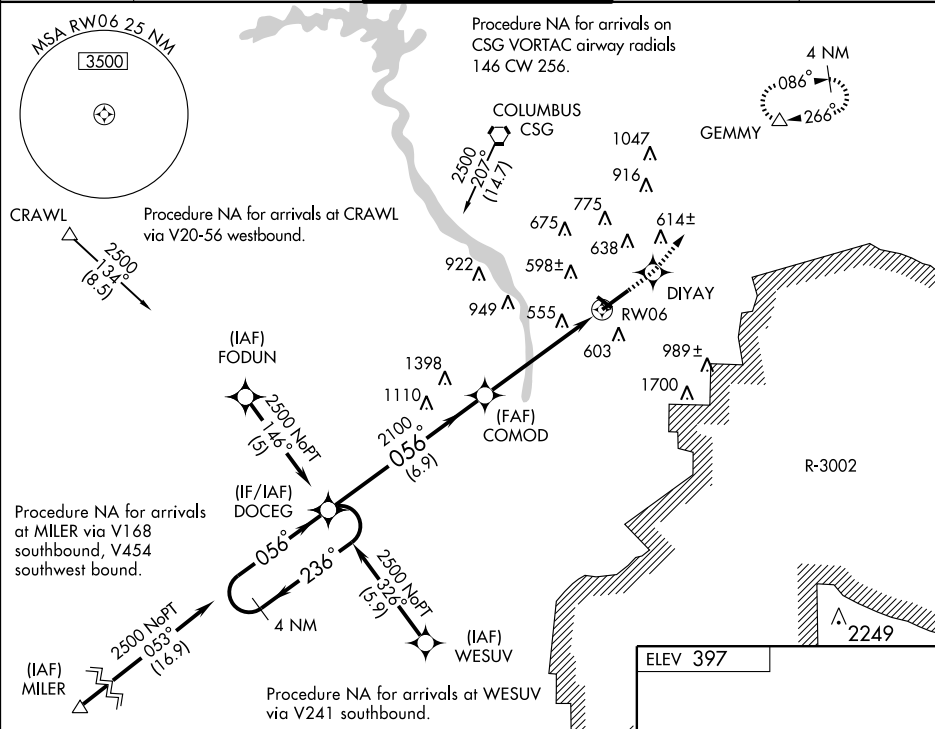 MSA RW06 25 NM
3500
Procedure NA for arrivals on
CSG VORTAC airway radials
146 CW 256.
4 NM
086°
266°
GEMMY
COLUMBUS
CSG
2500
207°
(14.7)
1047
916
775
675
638
614±
598±
922
949
555
DIYAY
RW06
603
989±
1700
CRAWL
2500
134°
(8.5)
Procedure NA for arrivals at CRAWL
via V20-56 westbound.
(IAF)
FODUN
2500 NoPT
146°
(5)
1398
1110
2100
056°
(6.9)
(FAF)
COMOD
R-3002
(IF/IAF)
DOCEG
Procedure NA for arrivals
at MILER via V168
southbound, V454
southwest bound.
056°
236°
4 NM
2500 NoPT
326°
(5.9)
(IAF)
WESUV
2500 NoPT
053°
(16.9)
(IAF)
MILER
Procedure NA for arrivals at WESUV
via V241 southbound.
2249
ELEV 397